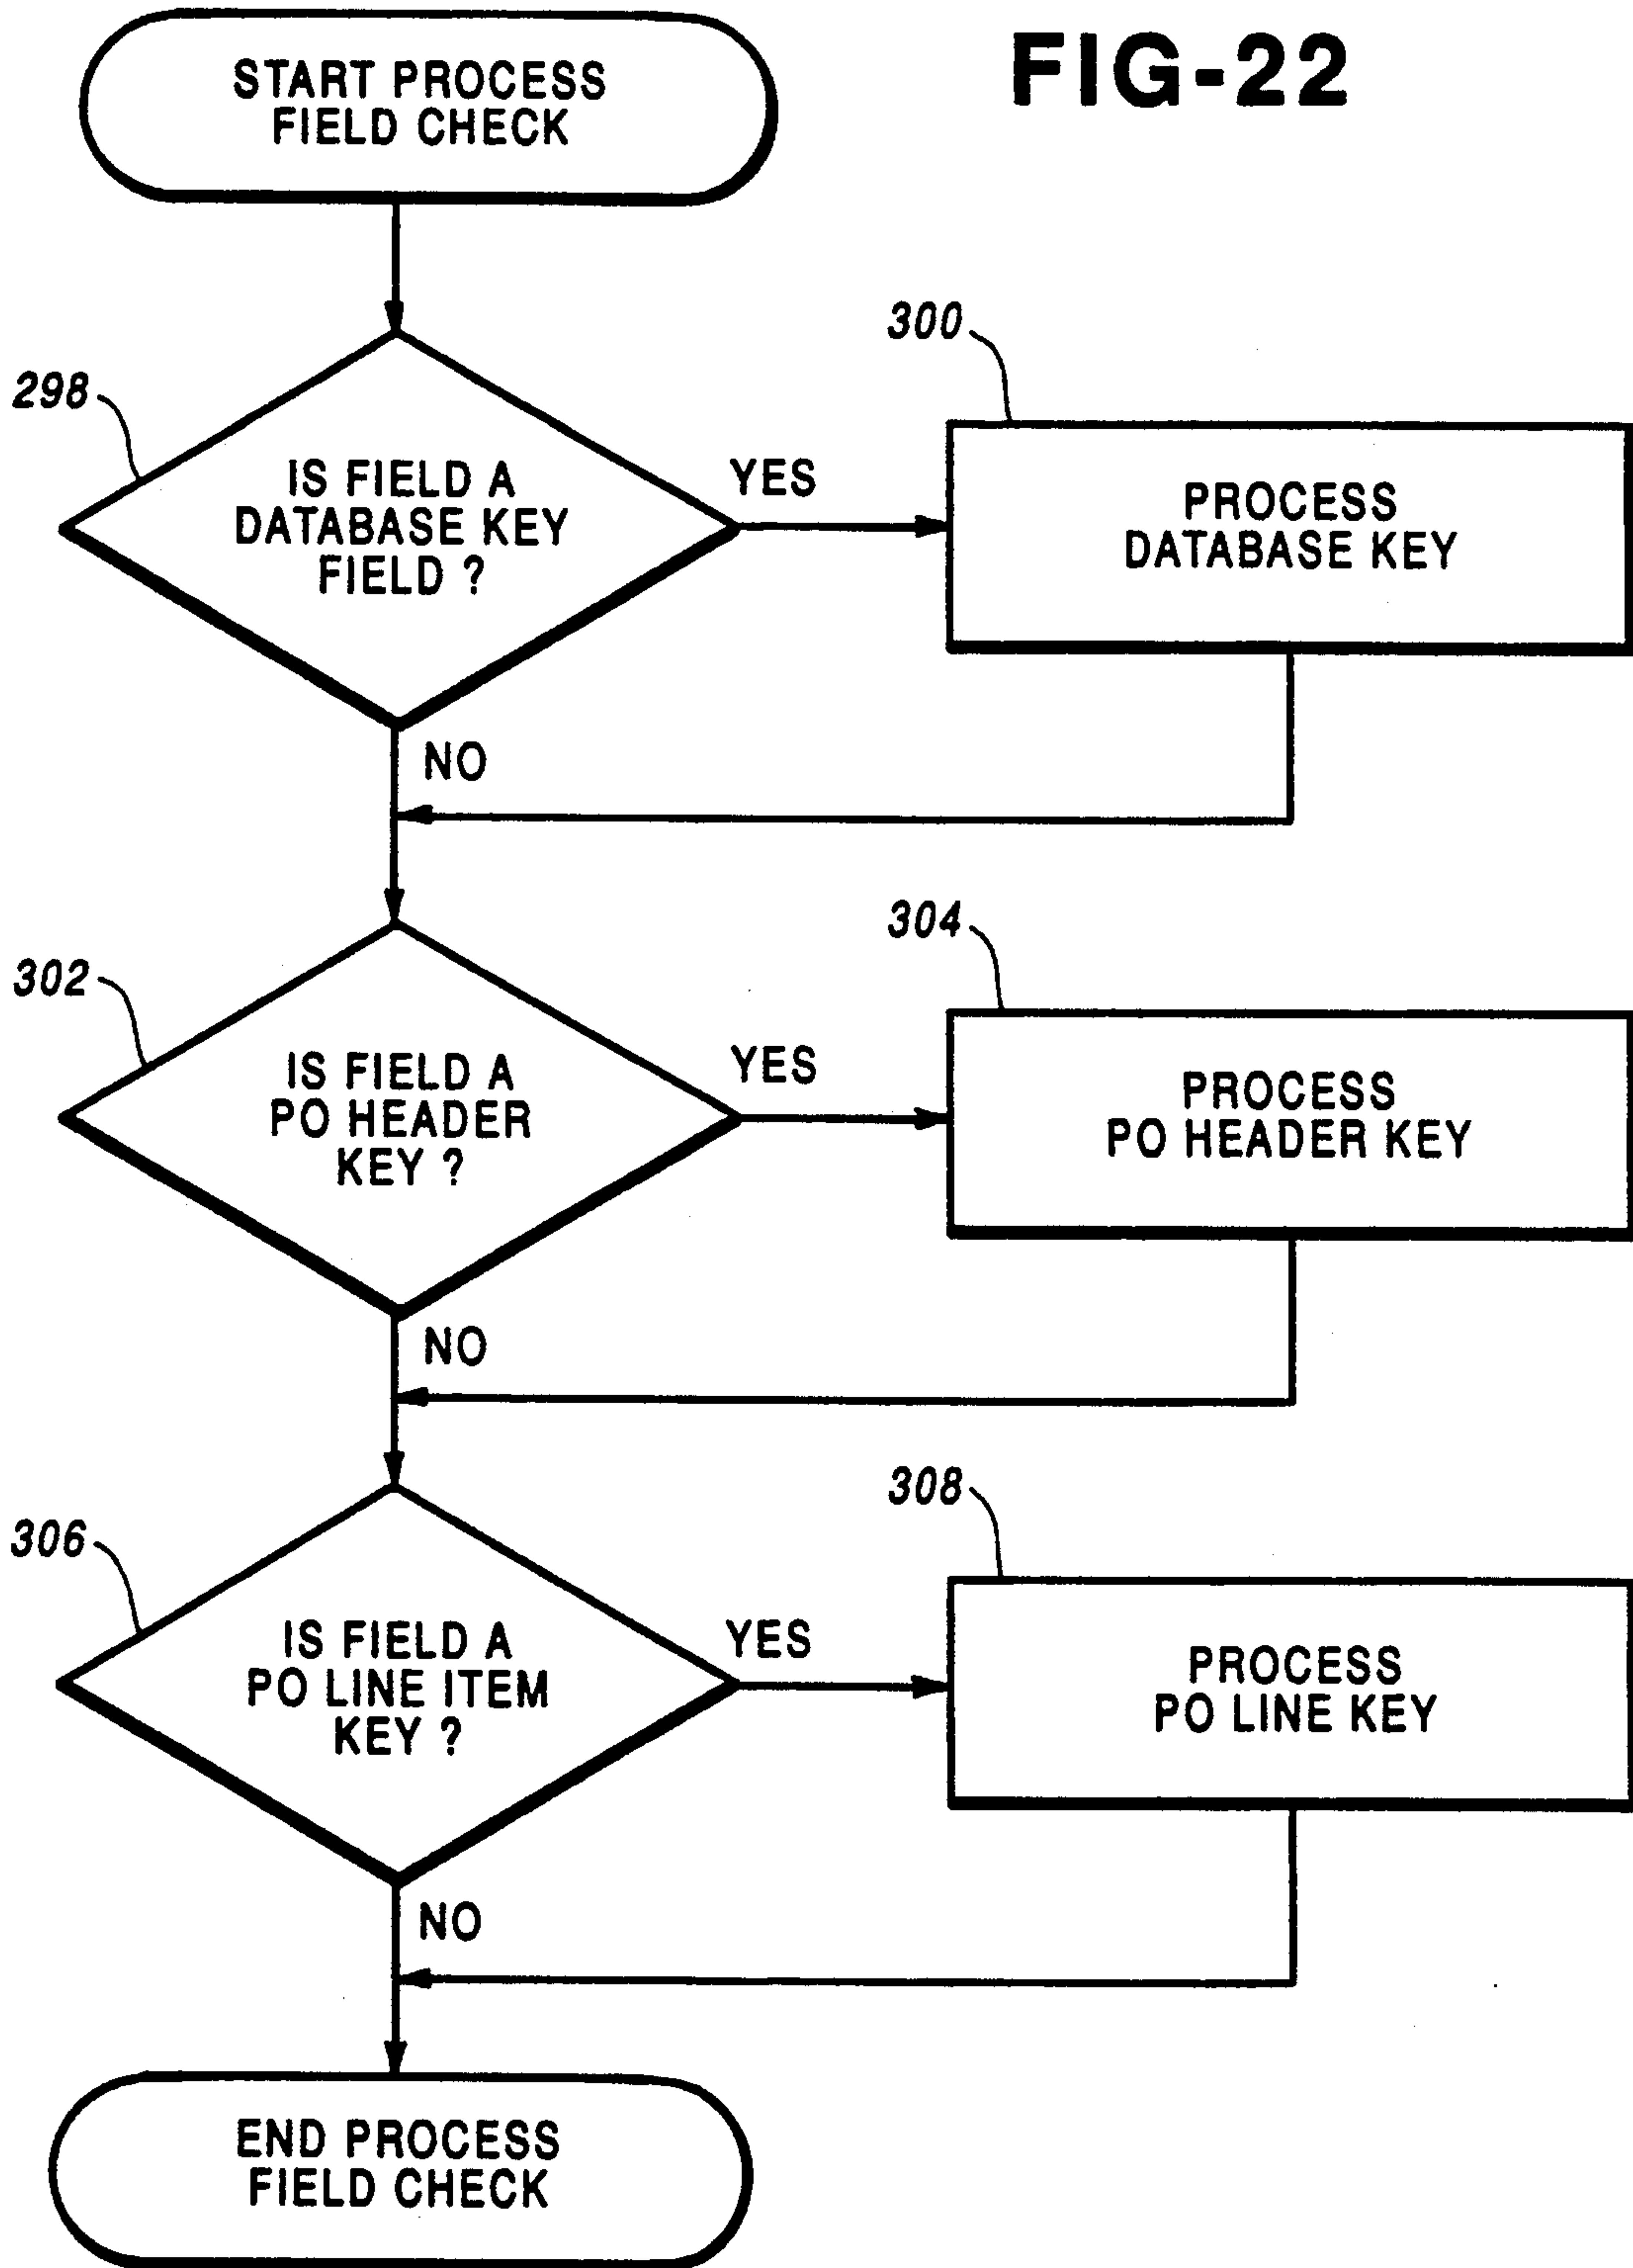 FIG-22
START PROCESS
FIELD CHECK
298
IS FIELD A
DATABASE KEY
FIELD ?
YES
300
PROCESS
DATABASE KEY
NO
302
IS FIELD A
PO HEADER
KEY ?
YES
304
PROCESS
PO HEADER KEY
NO
306
IS FIELD A
PO LINE ITEM
KEY ?
YES
308
PROCESS
PO LINE KEY
NO
END PROCESS
FIELD CHECK